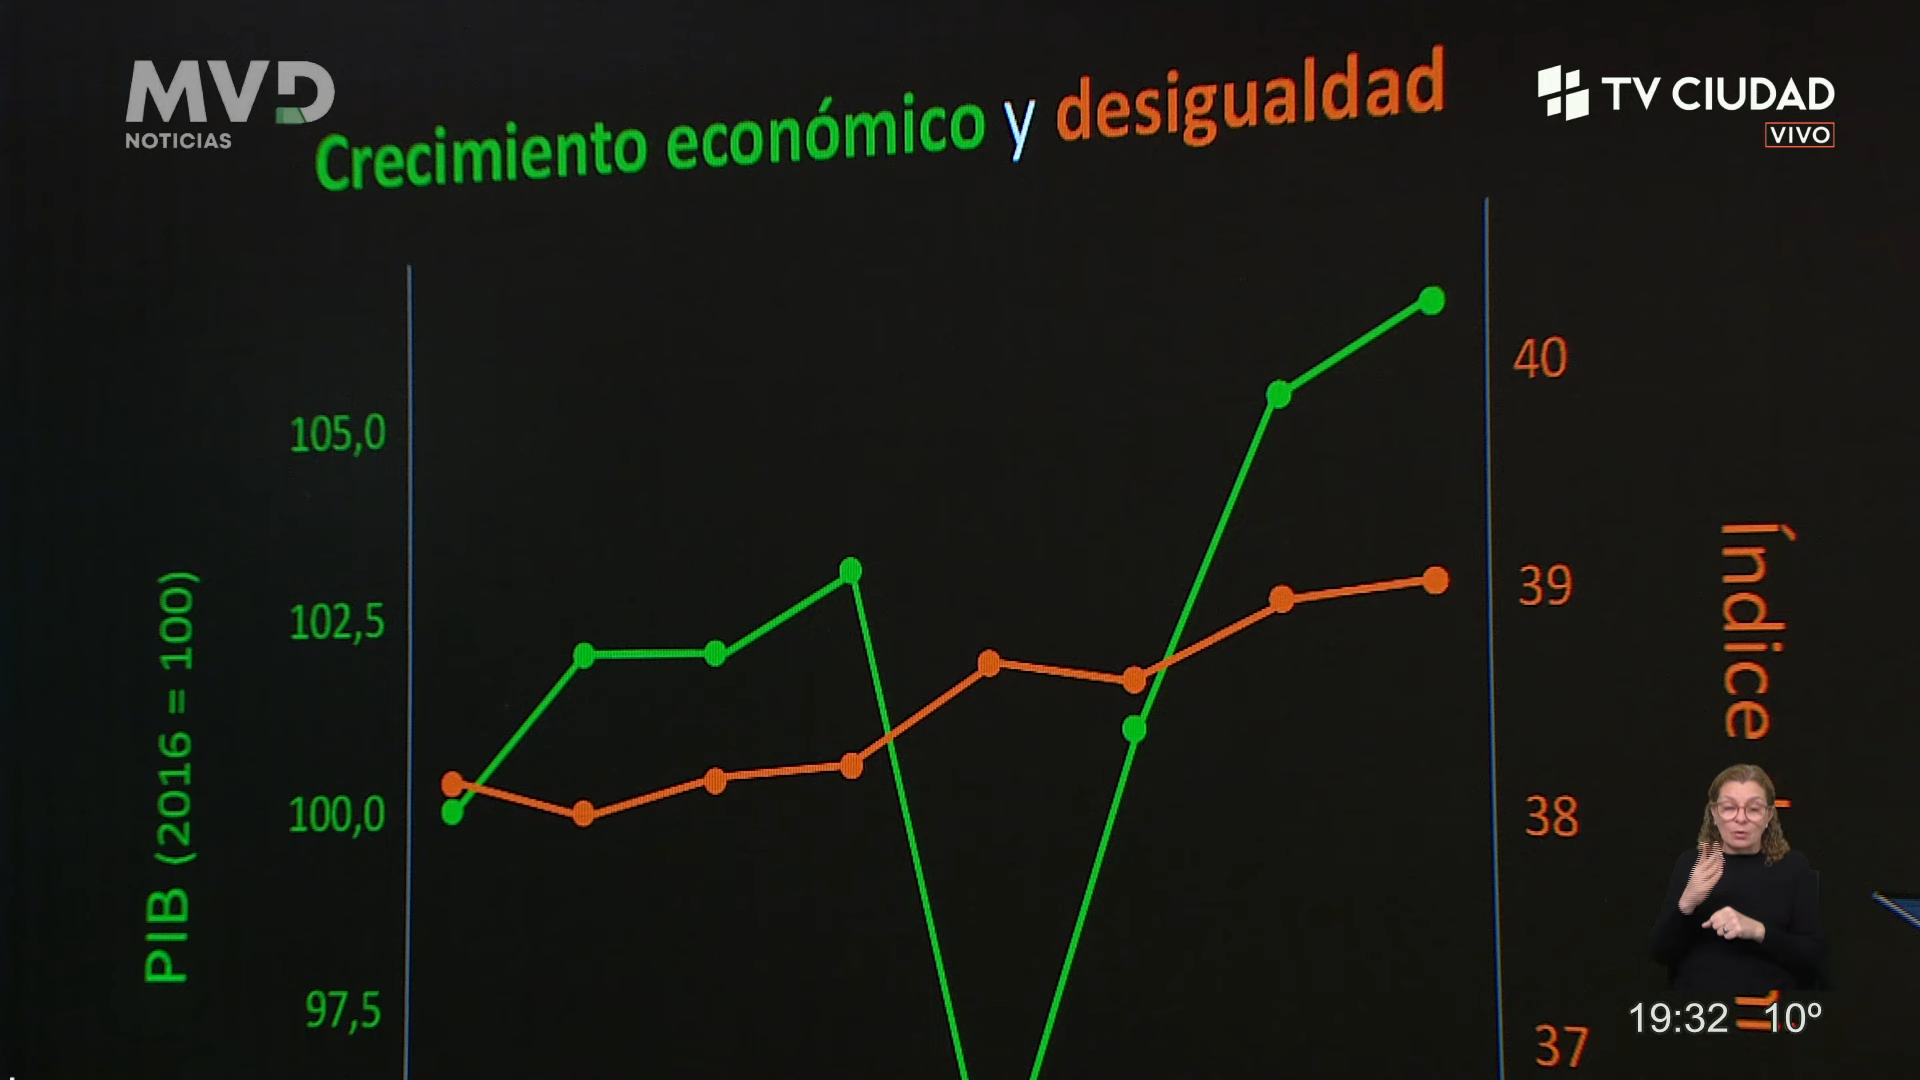 MVD
NOTICIAS
Crecimiento económico y desigualdad
TV CIUDAD
VIVO
105,0
102,5
100,0
97,5
PIB (2016 = 100)
40
39
38
37
Índice
19:32 10º